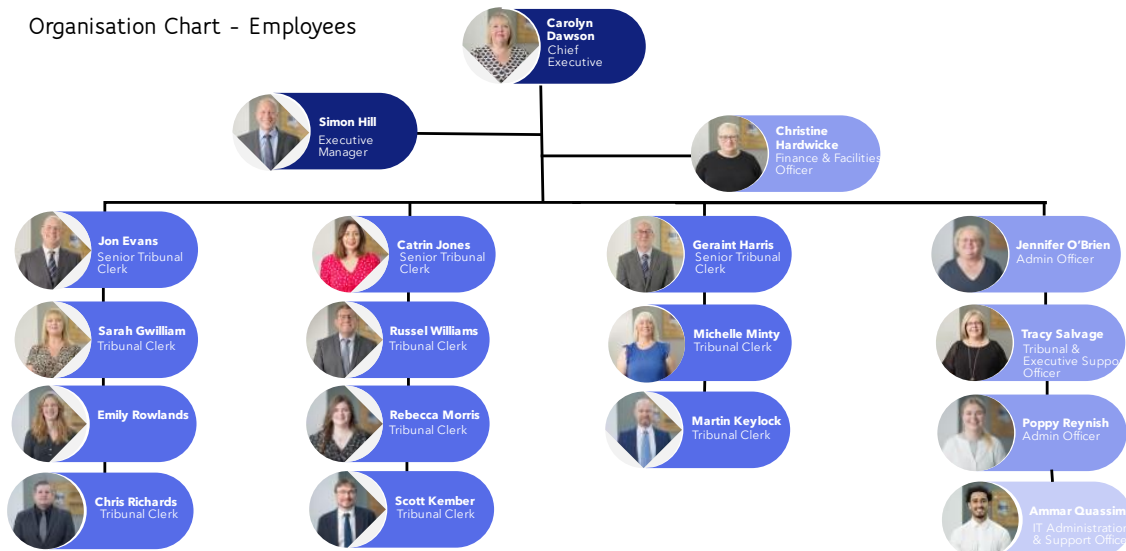 Organisation Chart - Employees
Carolyn
Dawson
Chief
Executive
Simon Hill
Executive
Manager
Christine
Hardwicke
Finance & Facilities
Officer
Jon Evans
Senior Tribunal
Clerk
Catrin Jones
Senior Tribunal
Clerk
Geraint Harris
Senior Tribunal
Clerk
Jennifer O'Brien
Admin Officer
Sarah Gwilliam
Tribunal Clerk
Russel Williams
Tribunal Clerk
Michelle Minty
Tribunal Clerk
Tracy Salvage
Tribunal &
Executive Suppo
Officer
Emily Rowlands
Rebecca Morris
Tribunal Clerk
Martin Keylock
Tribunal Clerk
Poppy Reynish
Admin Officer
Chris Richards
Tribunal Clerk
Scott Kember
Tribunal Clerk
Ammar Quassim
IT Administration
& Support Office